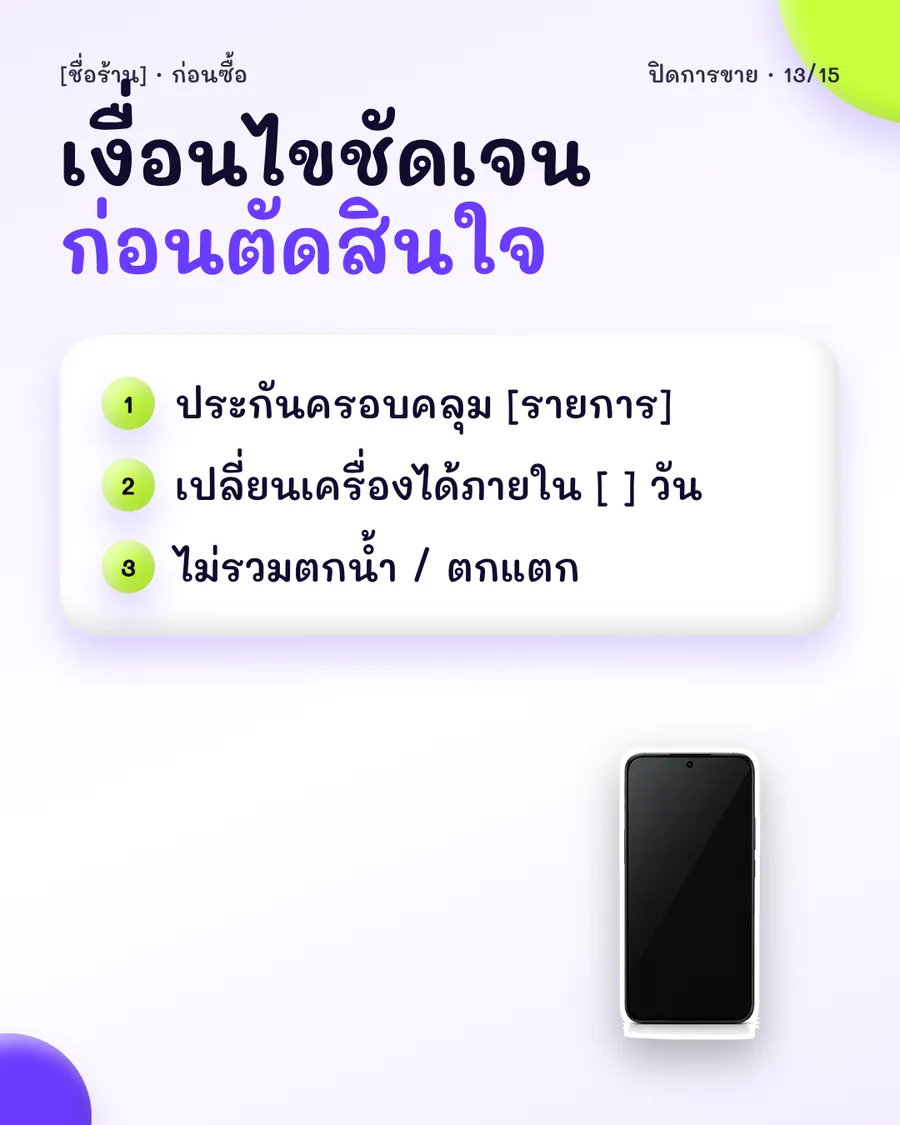 [ชื่อร้าน] · ก่อนซื้อ
ปิดการขาย · 13/15
เงื่อนไขชัดเจน
ก่อนตัดสินใจ
1 ประกันครอบคลุม [รายการ]
2 เปลี่ยนเครื่องได้ภายใน [ ] วัน
3 ไม่รวมตกน้ำ / ตกแตก